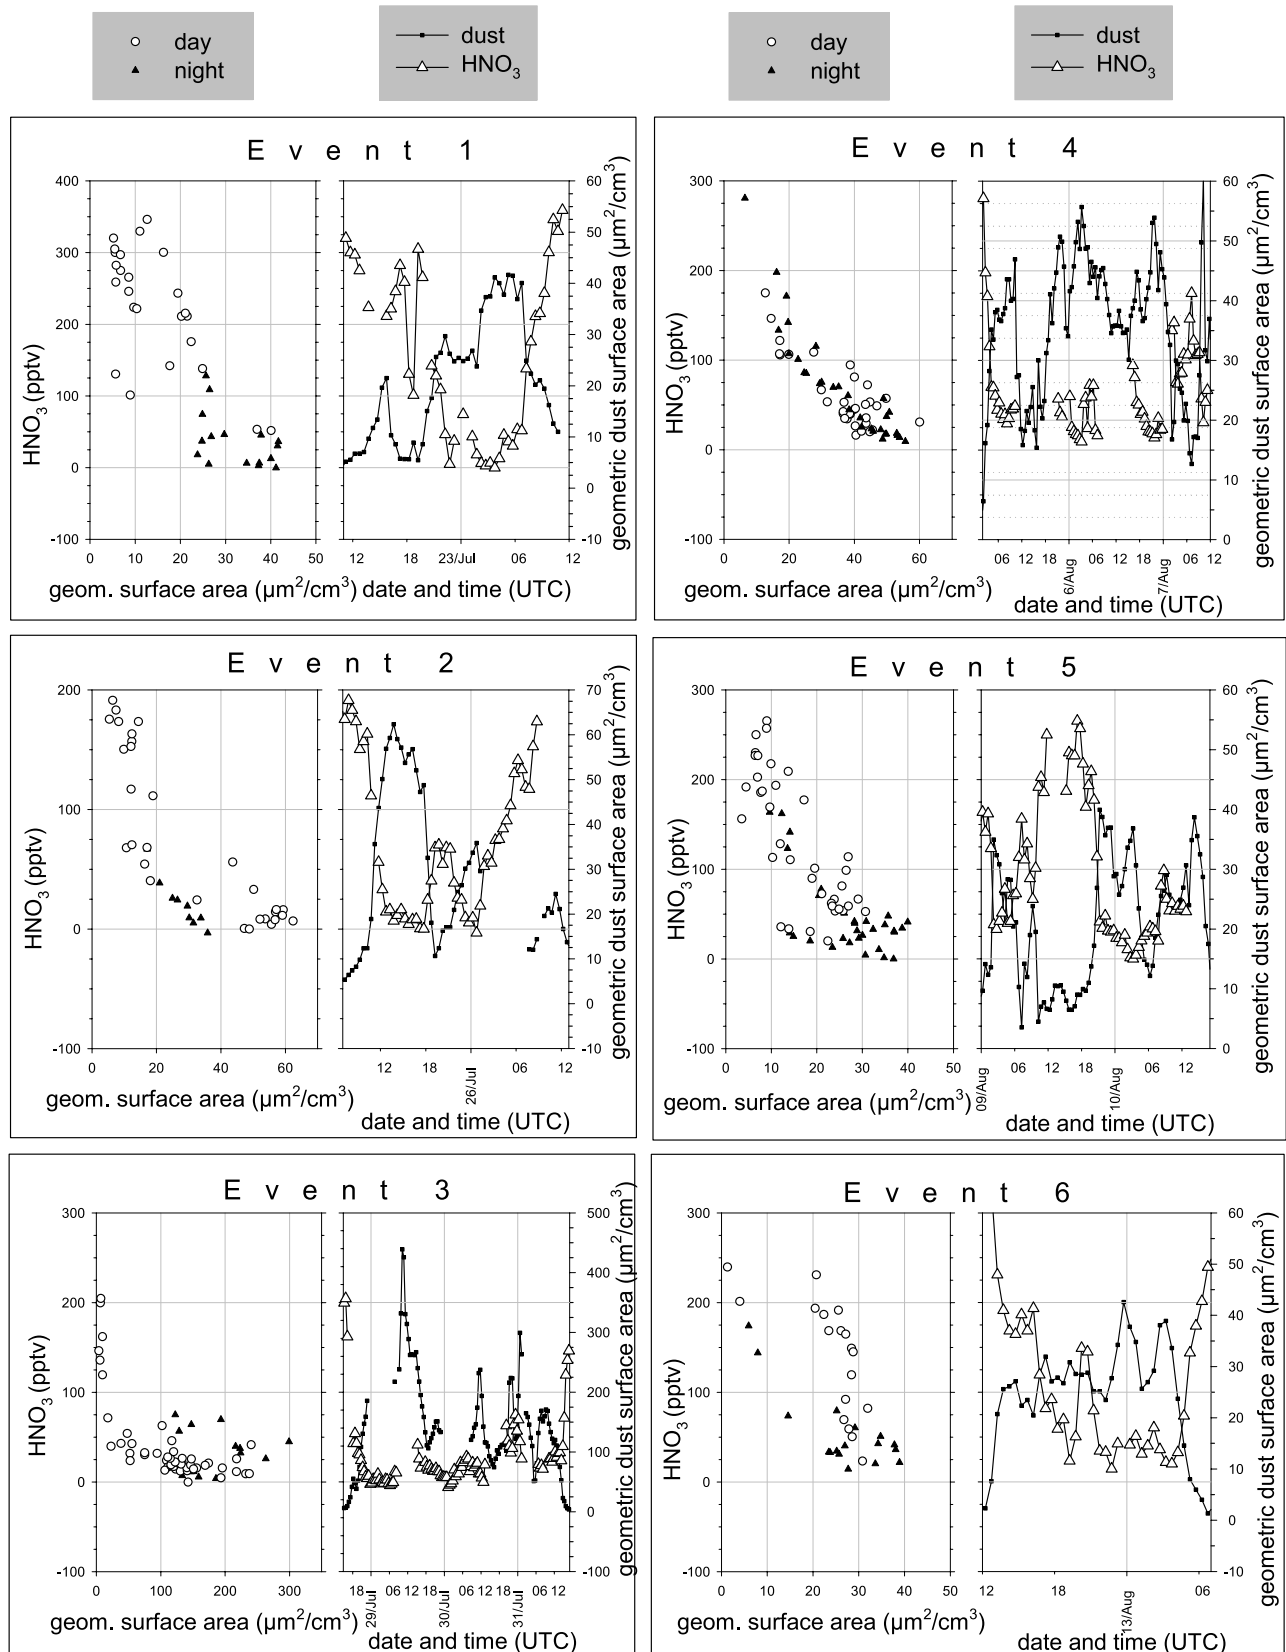 day
night
dust
HNO3
day
night
dust
HNO3
Event 1
HNO3 (pptv)
400
300
200
100
0
-100
0 10 20 30 40 50
geom. surface area (µm²/cm³)
60
50
40
30
20
10
0
-10
geometric dust surface area (µm²/cm³)
12 18 23/Jul 06 12
date and time (UTC)
Event 4
HNO3 (pptv)
300
200
100
0
-100
0 20 40 60
geom. surface area (µm²/cm³)
60
50
40
30
20
10
0
geometric dust surface area (µm²/cm³)
06 12 18 6/Aug 06 12 18 7/Aug 06 12
date and time (UTC)
Event 2
HNO3 (pptv)
200
100
0
-100
0 20 40 60
geom. surface area (µm²/cm³)
70
60
50
40
30
20
10
0
-10
geometric dust surface area (µm²/cm³)
12 18 26/Jul 06 12
date and time (UTC)
Event 5
HNO3 (pptv)
300
200
100
0
-100
0 10 20 30 40 50
geom. surface area (µm²/cm³)
60
50
40
30
20
10
0
geometric dust surface area (µm²/cm³)
09/Aug 06 12 18 10/Aug 06 12
date and time (UTC)
Event 3
HNO3 (pptv)
300
200
100
0
-100
0 100 200 300
geom. surface area (µm²/cm³)
500
400
300
200
100
0
-100
geometric dust surface area (µm²/cm³)
18 29/Jul 06 12 18 30/Jul 06 12 18 31/Jul 06 12
date and time (UTC)
Event 6
HNO3 (pptv)
300
200
100
0
-100
0 10 20 30 40 50
geom. surface area (µm²/cm³)
60
50
40
30
20
10
0
-10
geometric dust surface area (µm²/cm³)
12 18 13/Aug 06
date and time (UTC)